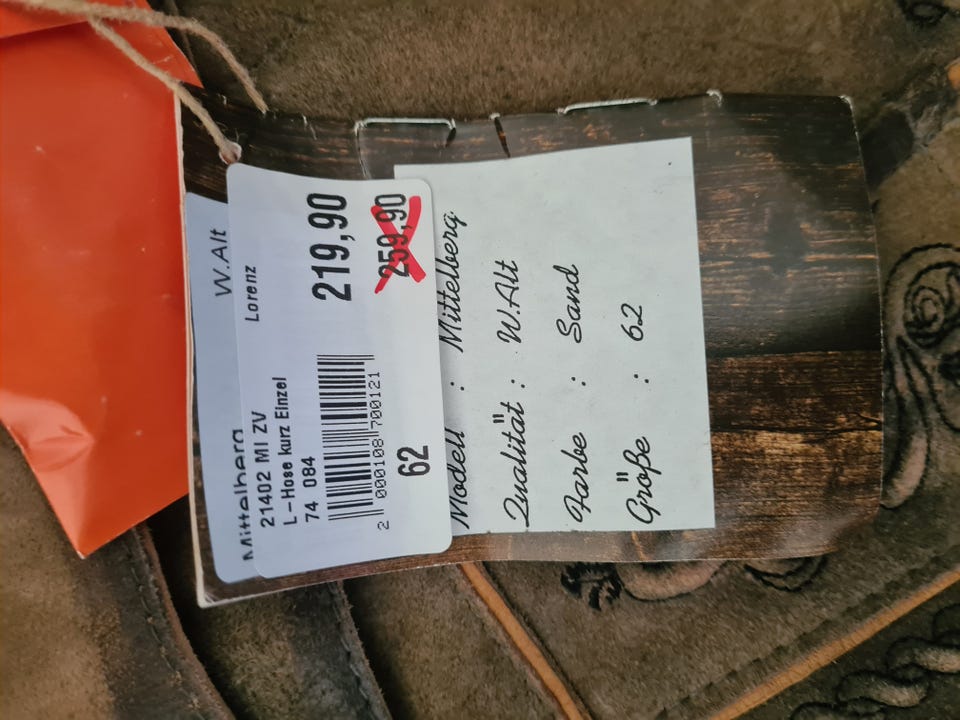 W.Alt
Mittelberg
21402 MI ZV
Lorenz
L-Hose kurz Einzel
74 084
219,90
259,90
2 000108 700121
62
Modell : Mittelberg
Qualität : W.Alt
Farbe : Sand
Größe : 62